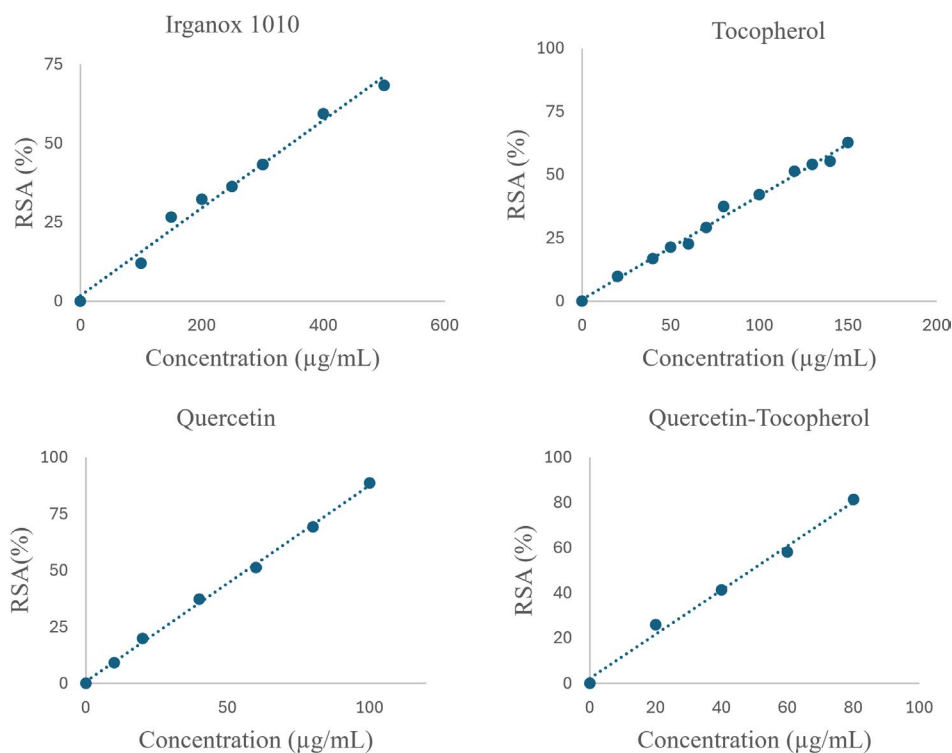 Irganox 1010
75
50
25
0
RSA (%)
0 200 400 600
Concentration (µg/mL)
Tocopherol
100
75
50
25
0
RSA (%)
0 50 100 150 200
Concentration (µg/mL)
Quercetin
100
75
50
25
0
RSA(%)
0 50 100
Concentration (µg/mL)
Quercetin-Tocopherol
100
80
60
40
20
0
RSA (%)
0 20 40 60 80 100
Concentration (µg/mL)